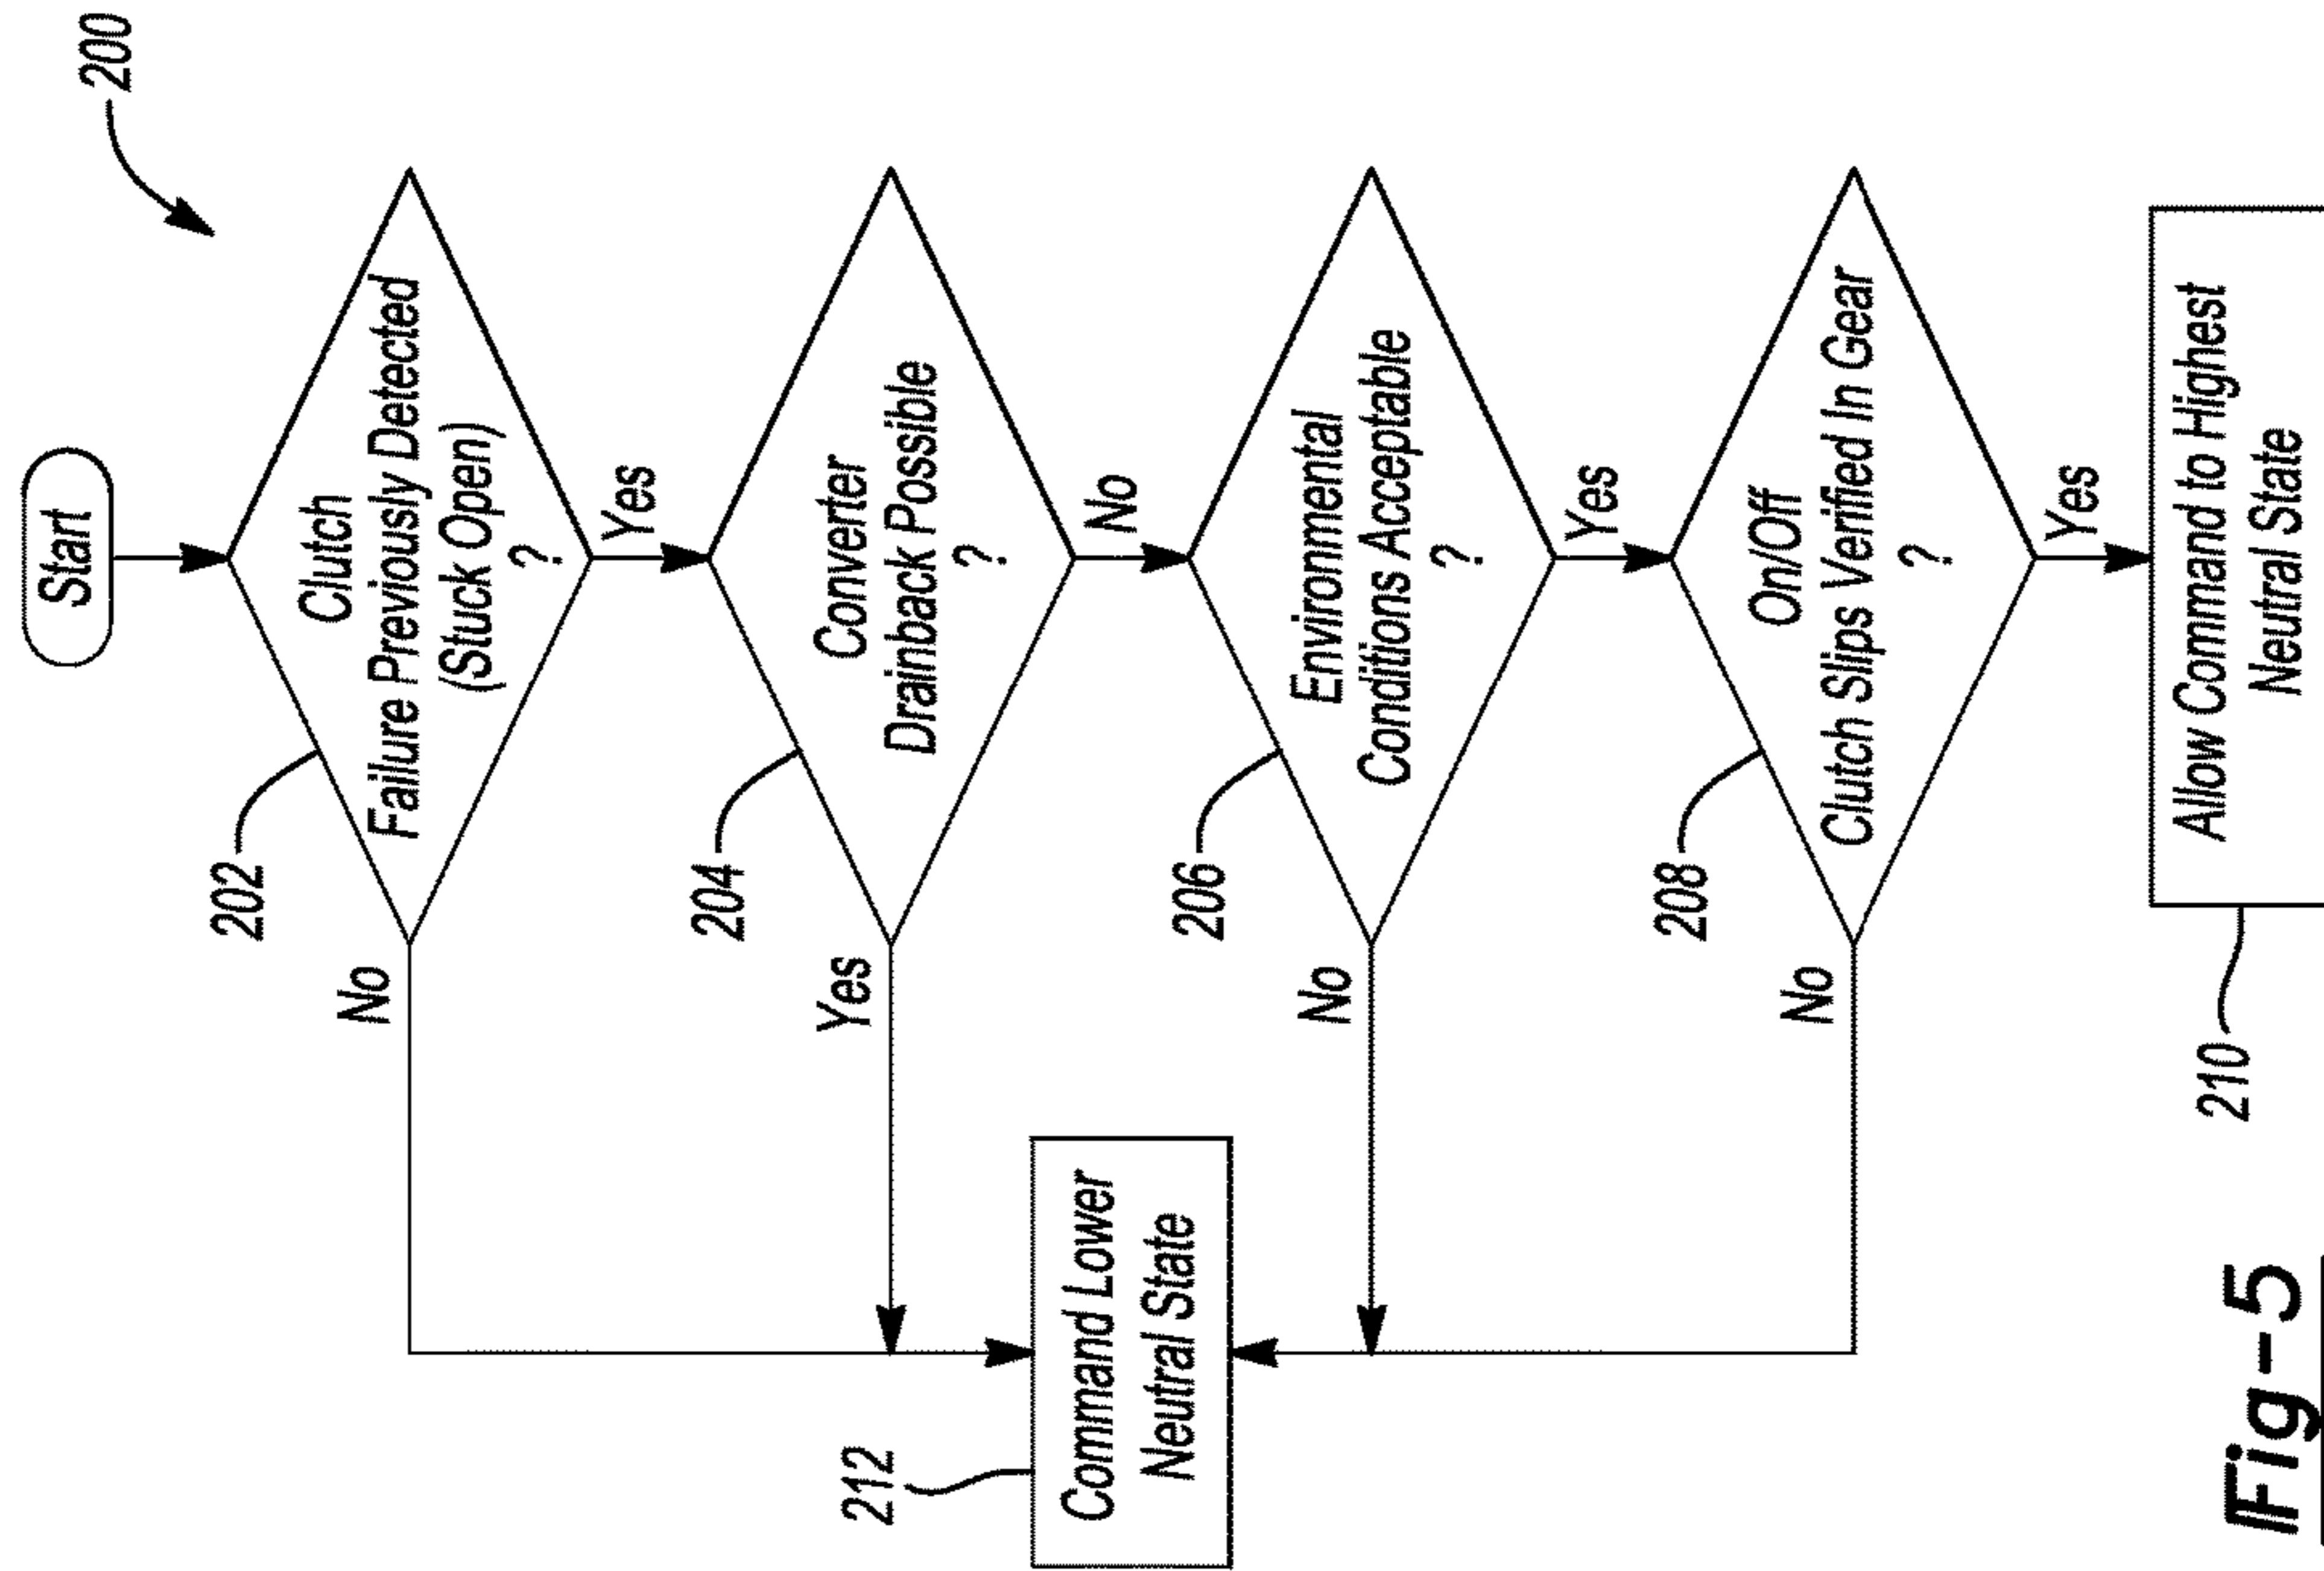 200
Start
202
Clutch
Failure Previously Detected
(Stuck Open)
?
No
Yes
204
Converter
Drainback Possible
?
Yes
No
212
Command Lower
Neutral State
206
Environmental
Conditions Acceptable
?
No
Yes
208
On/Off
Clutch Slips Verified In Gear
?
No
Yes
210
Allow Command to Highest
Neutral State
Fig-5